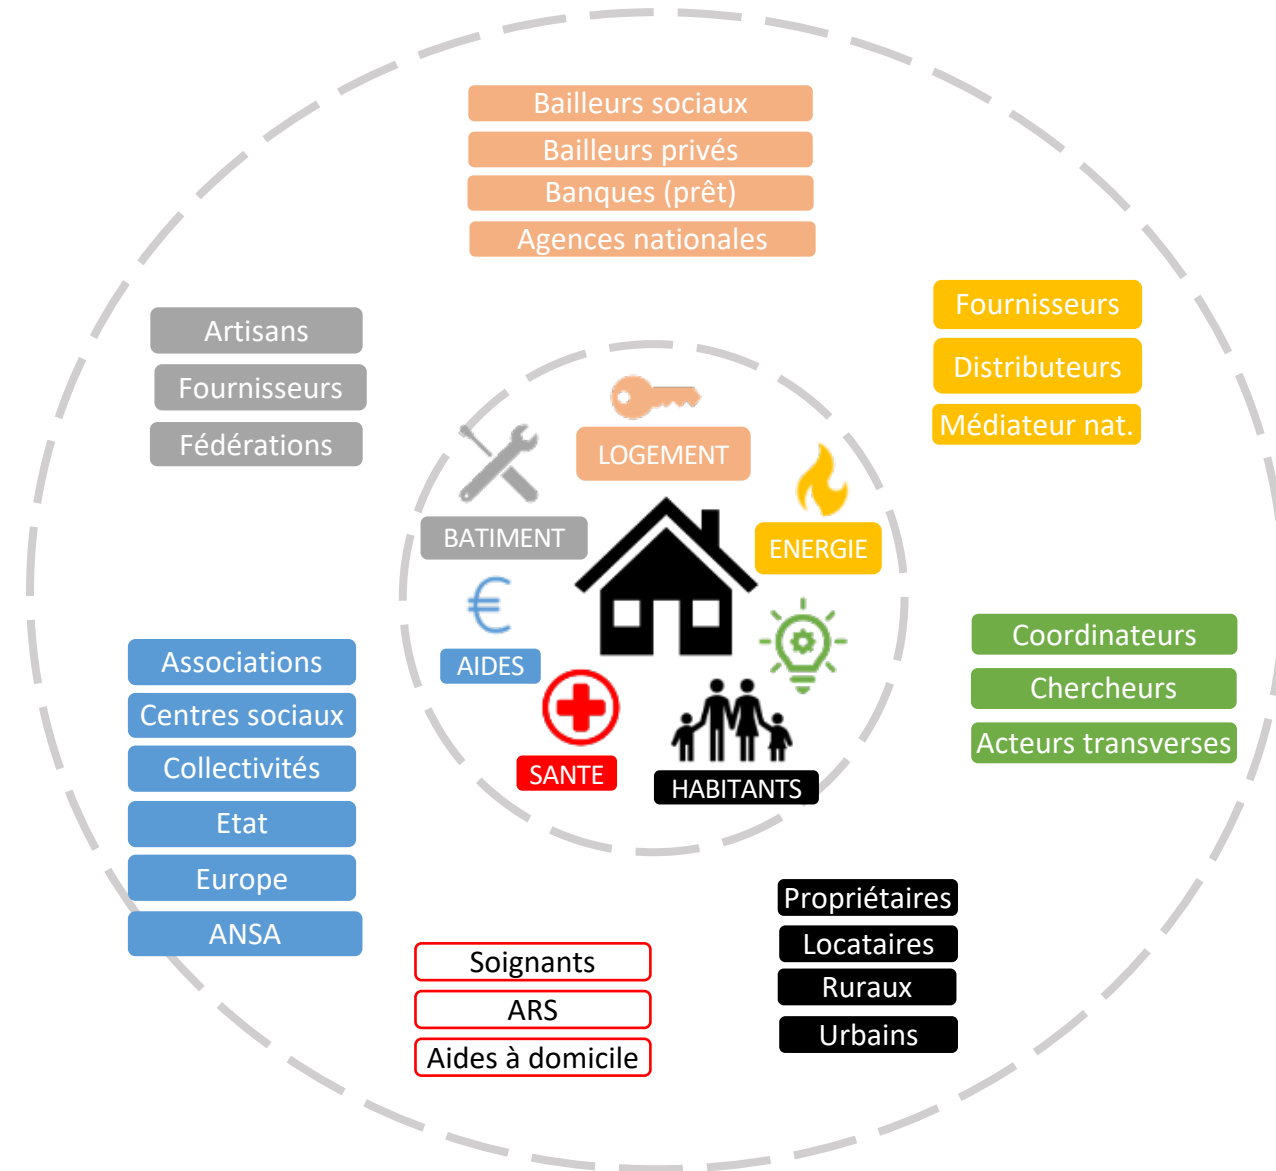 Bailleurs sociaux
Bailleurs privés
Banques (prêt)
Agences nationales
Artisans
Fournisseurs
Fédérations
Fournisseurs
Distributeurs
Médiateur nat.
LOGEMENT
BATIMENT
ENERGIE
€
AIDES
SANTE
HABITANTS
Associations
Centres sociaux
Collectivités
Etat
Europe
ANSA
Coordinateurs
Chercheurs
Acteurs transverses
Soignants
ARS
Aides à domicile
Propriétaires
Locataires
Ruraux
Urbains